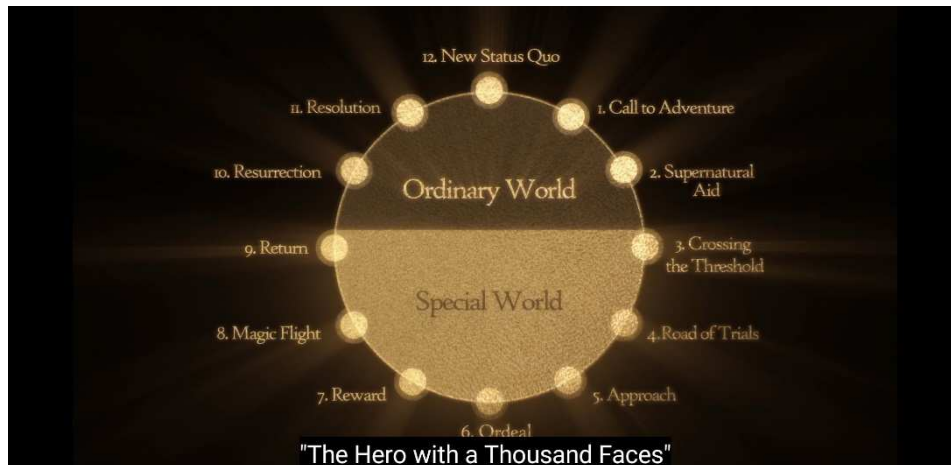 12. New Status Quo
11. Resolution
1. Call to Adventure
10. Resurrection
2. Supernatural
Aid
Ordinary World
9. Return
3. Crossing
the Threshold
Special World
8. Magic Flight
4. Road of Trials
7. Reward
5. Approach
6. Ordeal
"The Hero with a Thousand Faces"